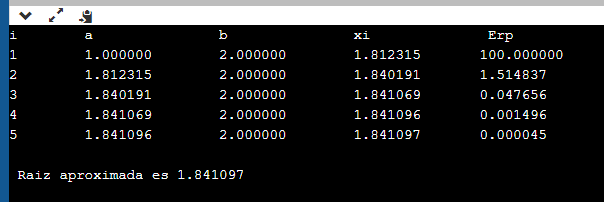 i a b xi Erp
1 1.000000 2.000000 1.812315 100.000000
2 1.812315 2.000000 1.840191 1.514837
3 1.840191 2.000000 1.841069 0.047656
4 1.841069 2.000000 1.841096 0.001496
5 1.841096 2.000000 1.841097 0.000045
Raiz aproximada es 1.841097